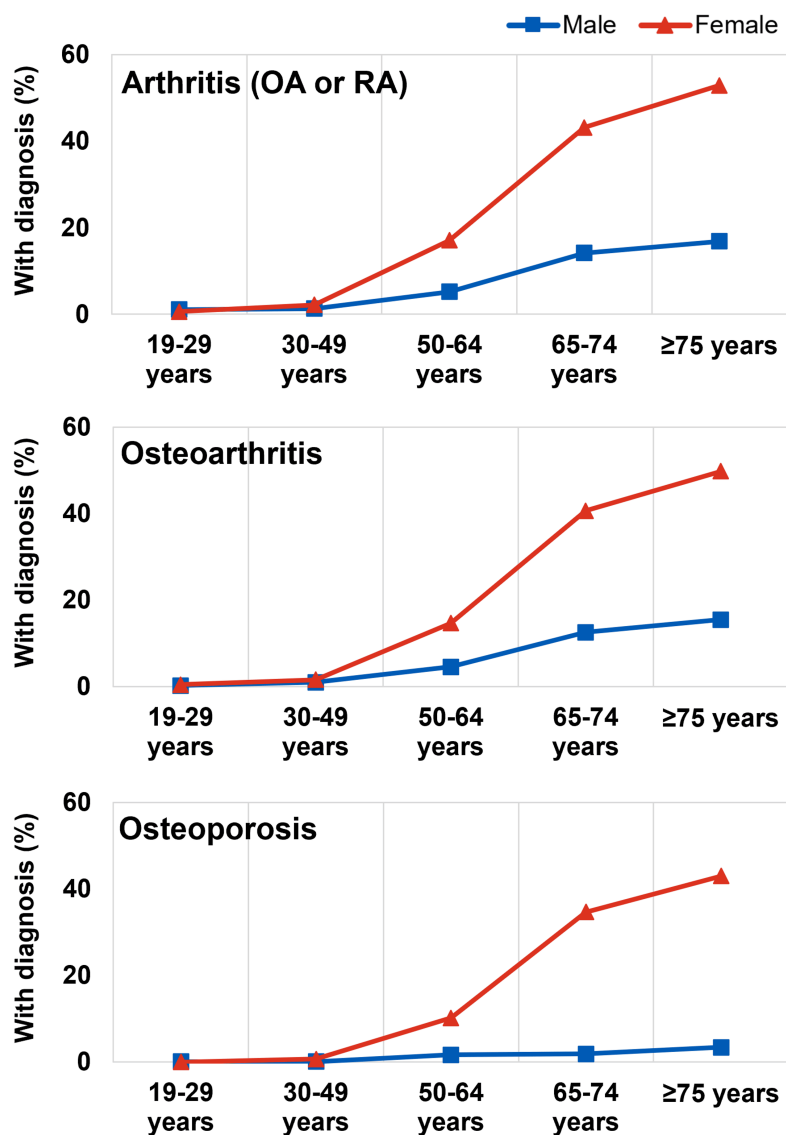 Male Female
With diagnosis (%)
Arthritis (OA or RA)
60
40
20
0
19-29 years
30-49 years
50-64 years
65-74 years
≥75 years
With diagnosis (%)
Osteoarthritis
60
40
20
0
19-29 years
30-49 years
50-64 years
65-74 years
≥75 years
With diagnosis (%)
Osteoporosis
60
40
20
0
19-29 years
30-49 years
50-64 years
65-74 years
≥75 years